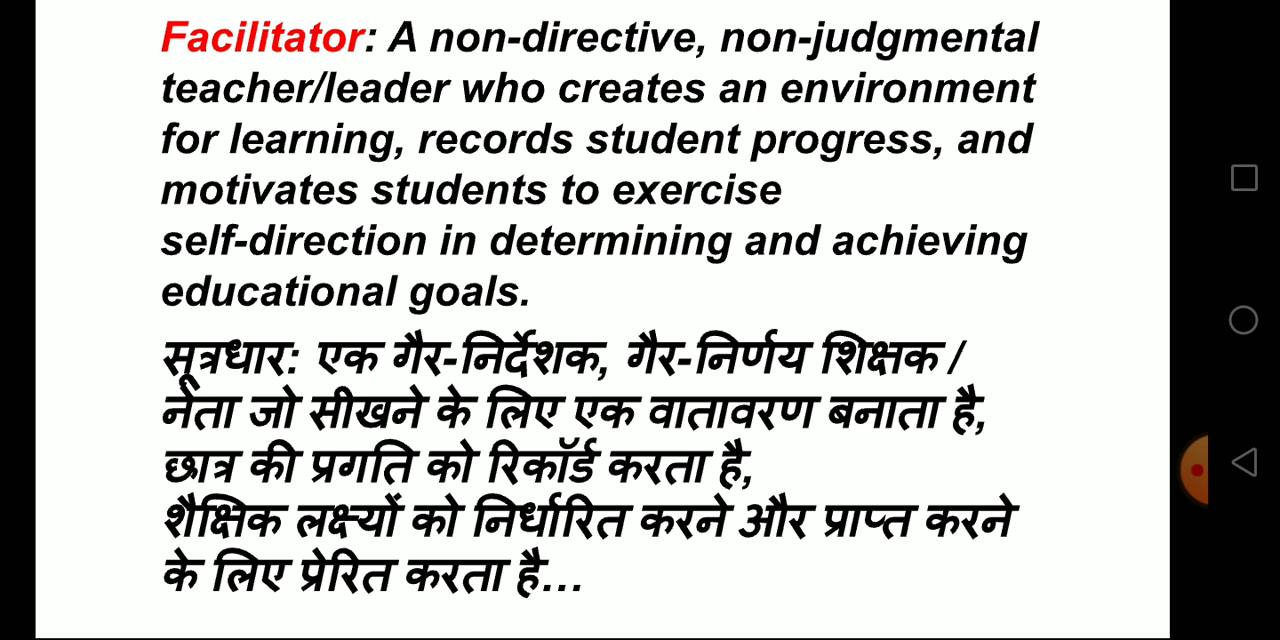 Facilitator: A non-directive, non-judgmental
teacher/leader who creates an environment
for learning, records student progress, and
motivates students to exercise
self-direction in determining and achieving
educational goals.
सूत्रधार: एक गैर-निर्देशक, गैर-निर्णय शिक्षक /
नेता जो सीखने के लिए एक वातावरण बनाता है,
छात्र की प्रगति को रिकॉर्ड करता है,
शैक्षिक लक्ष्यों को निर्धारित करने और प्राप्त करने
के लिए प्रेरित करता है...